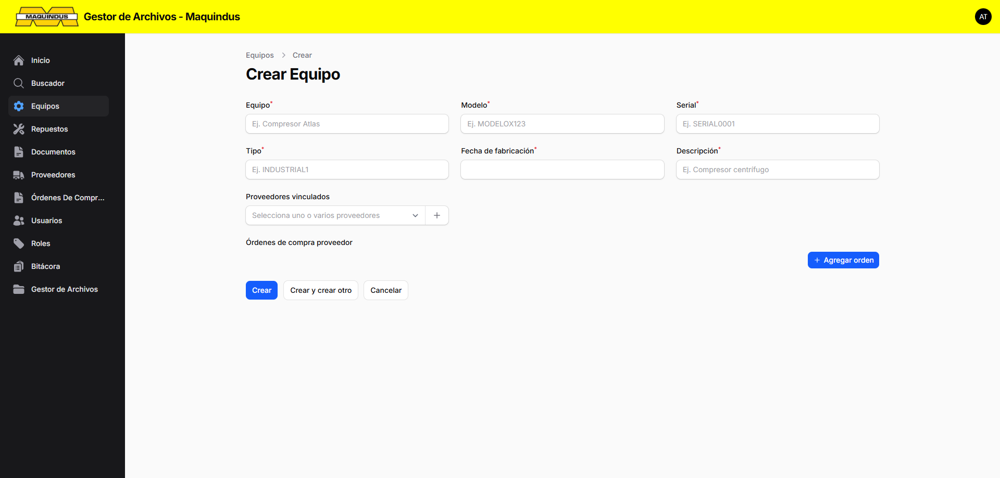 MAQUINDUS
Gestor de Archivos - Maquindus
AT
Inicio
Buscador
Equipos
Repuestos
Documentos
Proveedores
Órdenes De Compr...
Usuarios
Roles
Bitácora
Gestor de Archivos
Equipos > Crear
Crear Equipo
Equipo* Modelo* Serial*
Ej. Compresor Atlas Ej. MODELOX123 Ej. SERIAL0001
Tipo* Fecha de fabricación* Descripción*
Ej. INDUSTRIAL1 Ej. Compresor centrífugo
Proveedores vinculados
Selecciona uno o varios proveedores +
Órdenes de compra proveedor
+ Agregar orden
Crear Crear y crear otro Cancelar